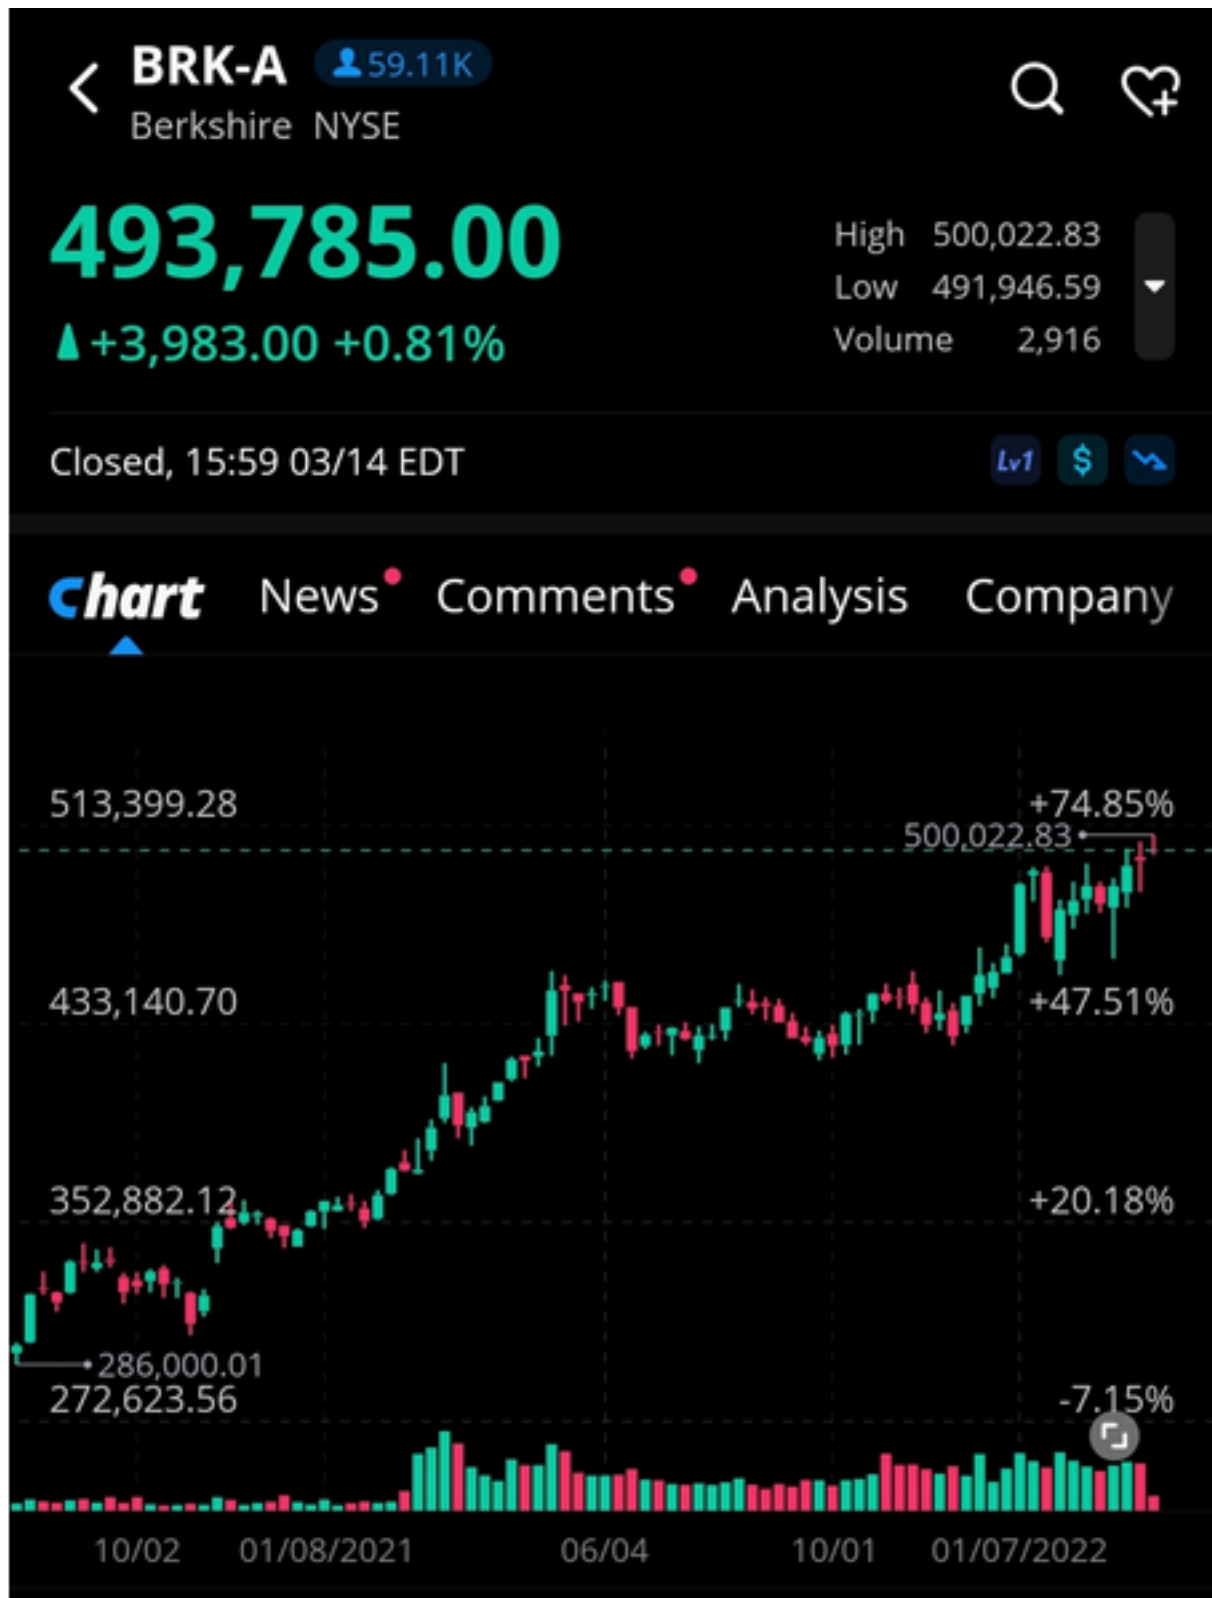 BRK-A 59.11K
Berkshire NYSE
493,785.00
+3,983.00 +0.81%
High 500,022.83
Low 491,946.59
Volume 2,916
Closed, 15:59 03/14 EDT
Lv1 $
Chart News Comments Analysis Company
513,399.28 +74.85%
500,022.83
433,140.70 +47.51%
352,882.12 +20.18%
286,000.01
272,623.56 -7.15%
10/02 01/08/2021 06/04 10/01 01/07/2022